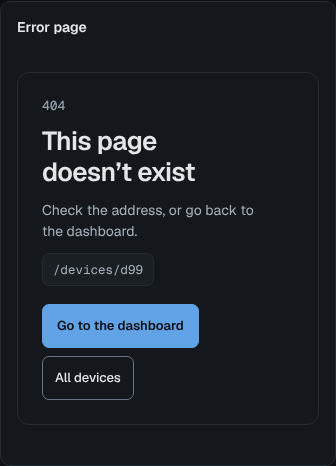 Error page
404
This page
doesn’t exist
Check the address, or go back to
the dashboard.
/devices/d99
Go to the dashboard
All devices